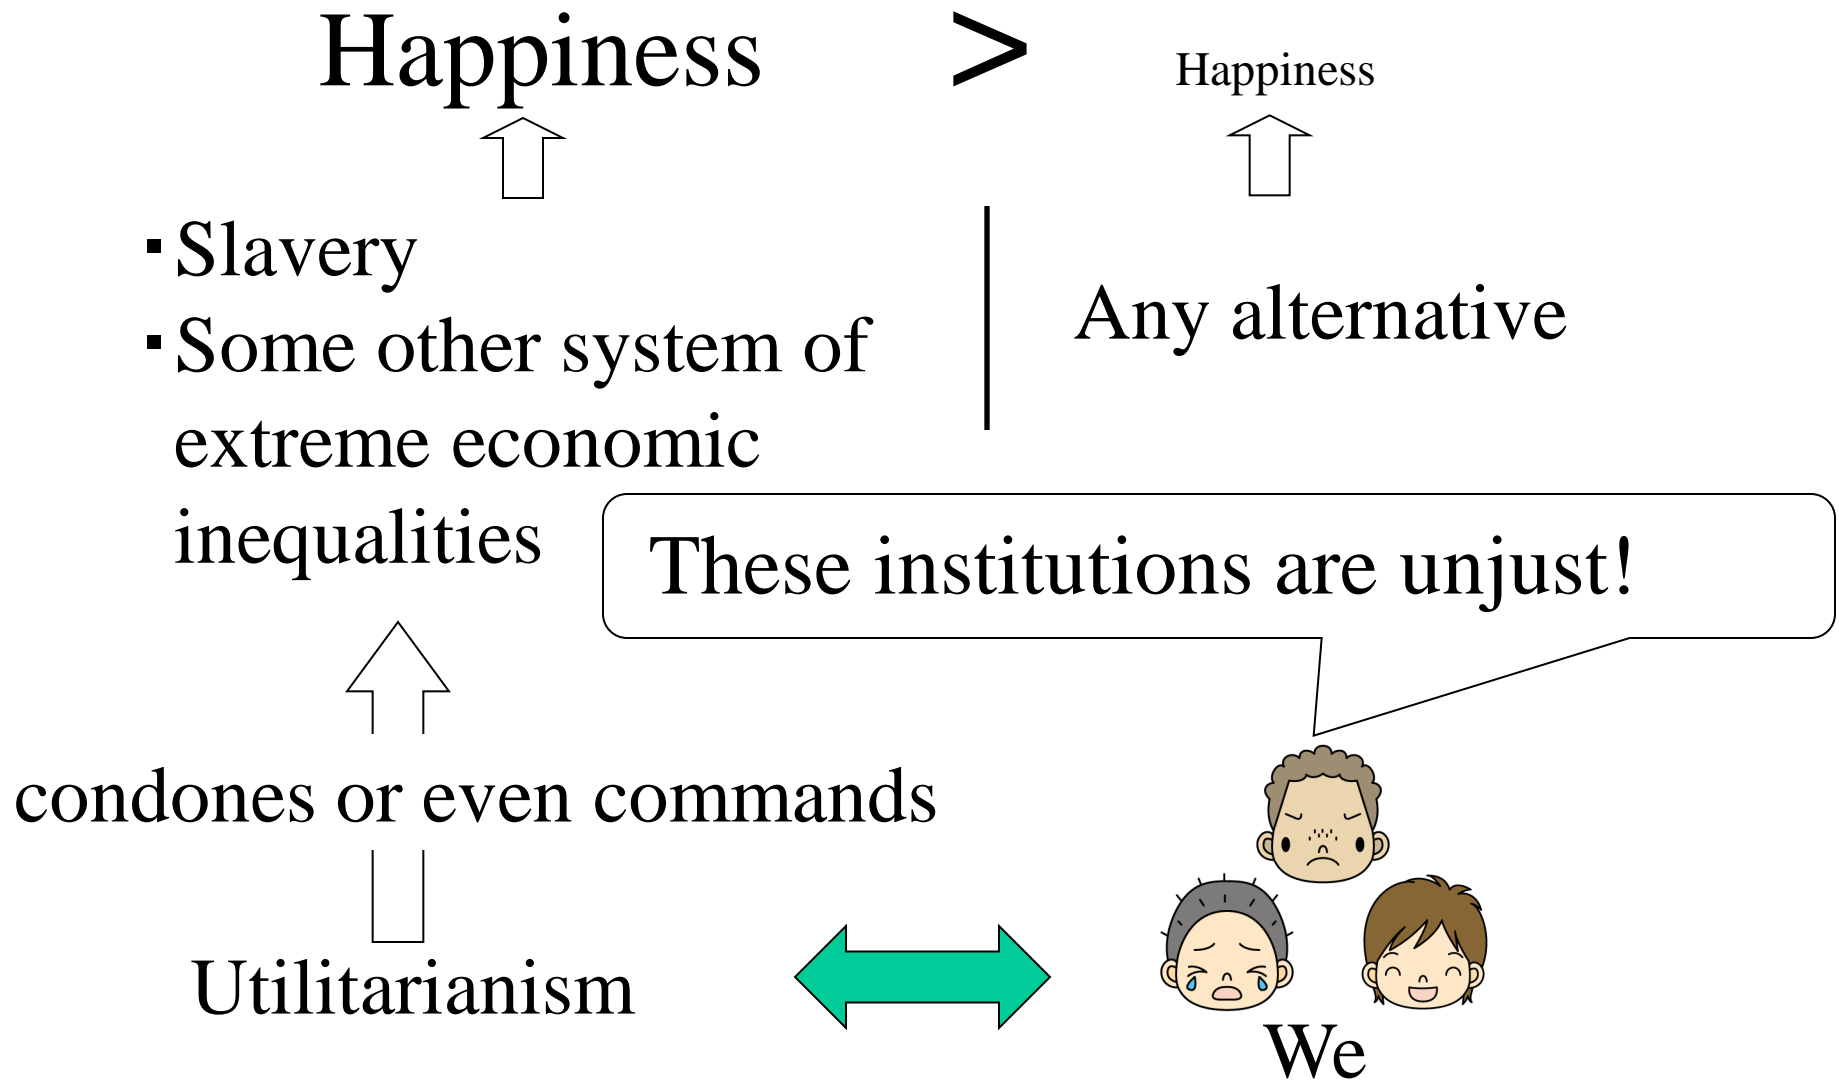 Happiness > Happiness
▪Slavery
▪Some other system of
extreme economic
inequalities
Any alternative
These institutions are unjust!
condones or even commands
Utilitarianism
We